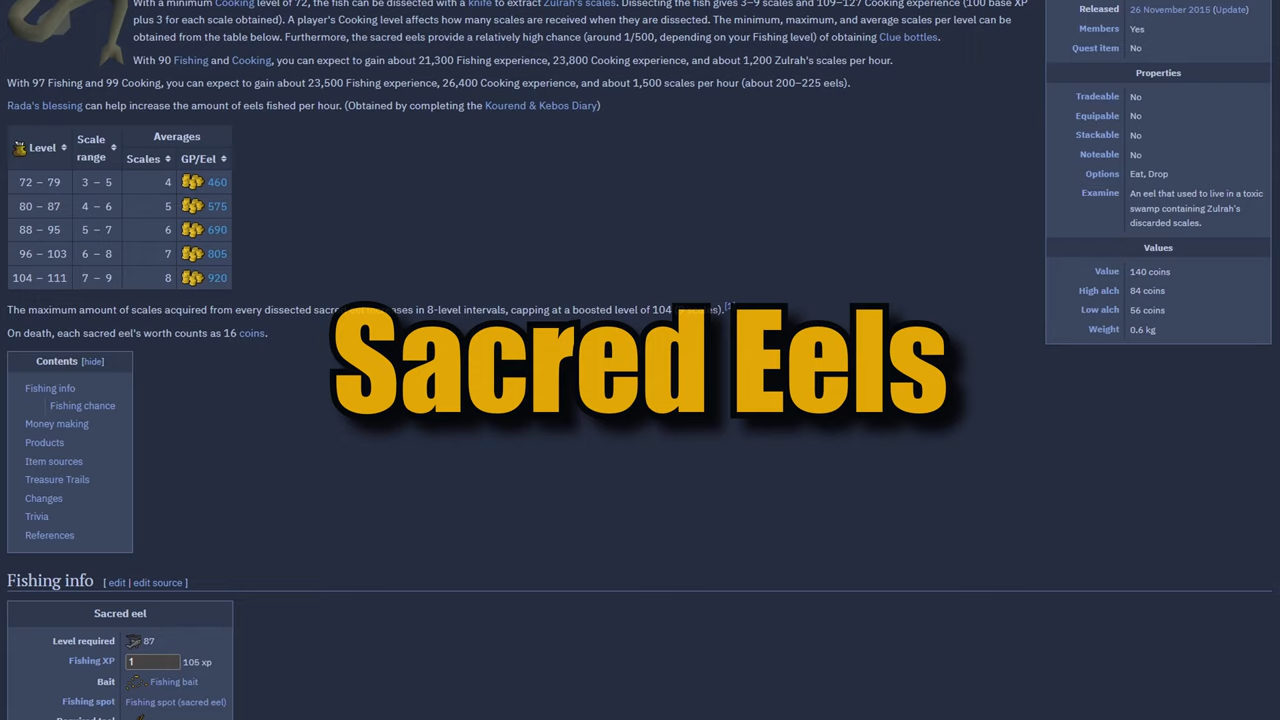 With a minimum Cooking level of 72, the fish can be dissected with a knife to extract Zulrah's scales. Dissecting the fish gives 3–9 scales and 109–127 Cooking experience (100 base XP
plus 3 for each scale obtained). A player's Cooking level affects how many scales are received when they are dissected. The minimum, maximum, and average scales per level can be
obtained from the table below. Furthermore, the sacred eels provide a relatively high chance (around 1/500, depending on your Fishing level) of obtaining Clue bottles.
With 90 Fishing and Cooking, you can expect to gain about 21,300 Fishing experience, 23,800 Cooking experience, and about 1,200 Zulrah's scales per hour.
With 97 Fishing and 99 Cooking, you can expect to gain about 23,500 Fishing experience, 26,400 Cooking experience, and about 1,500 scales per hour (about 200–225 eels).
Rada's blessing can help increase the amount of eels fished per hour. (Obtained by completing the Kourend & Kebos Diary)
Level Scale range Averages
Scales GP/Eel
72 – 79 3 – 5 4 460
80 – 87 4 – 6 5 575
88 – 95 5 – 7 6 690
96 – 103 6 – 8 7 805
104 – 111 7 – 9 8 920
The maximum amount of scales acquired from every dissected in 8-level intervals, capping at a boosted level of 104 [1]
On death, each sacred eel's worth counts as 16 coins.
Sacred Eels
Contents [hide]
Fishing info
Fishing chance
Money making
Products
Item sources
Treasure Trails
Changes
Trivia
References
Fishing info [ edit | edit source ]
Sacred eel
Level required 87
Fishing XP 1 105 xp
Bait Fishing bait
Fishing spot Fishing spot (sacred eel)
Released 26 November 2015 (Update)
Members Yes
Quest item No
Properties
Tradeable No
Equipable No
Stackable No
Noteable No
Options Eat, Drop
Examine An eel that used to live in a toxic
swamp containing Zulrah's
discarded scales.
Values
Value 140 coins
High alch 84 coins
Low alch 56 coins
Weight 0.6 kg